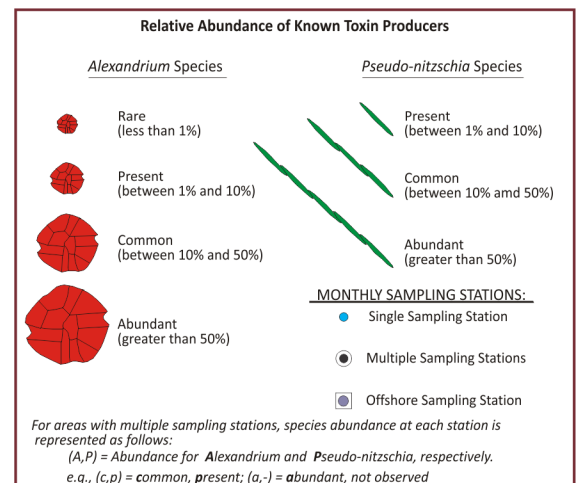 Relative Abundance of Known Toxin Producers
Alexandrium Species
Rare
(less than 1%)
Present
(between 1% and 10%)
Common
(between 10% and 50%)
Abundant
(greater than 50%)
Pseudo-nitzschia Species
Present
(between 1% and 10%)
Common
(between 10% amd 50%)
Abundant
(greater than 50%)
MONTHLY SAMPLING STATIONS:
Single Sampling Station
Multiple Sampling Stations
Offshore Sampling Station
For areas with multiple sampling stations, species abundance at each station is
represented as follows:
(A,P) = Abundance for Alexandrium and Pseudo-nitzschia, respectively.
e.g., (c,p) = common, present; (a,-) = abundant, not observed